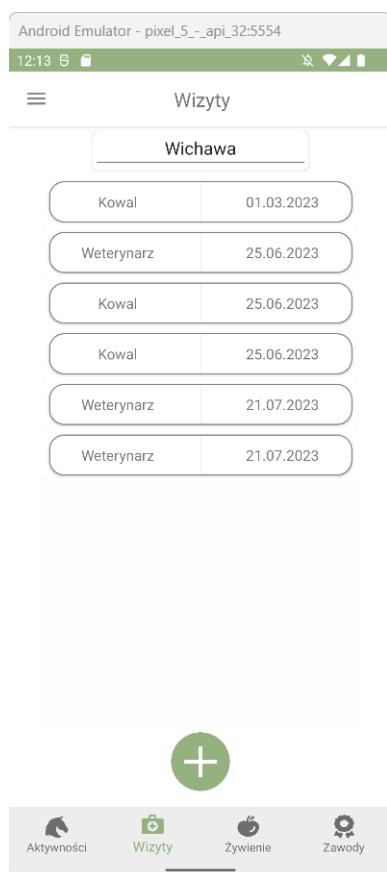 Android Emulator - pixel_5_-_api_32:5554
12:13
Wizyty
Wichawa
Kowal 01.03.2023
Weterynarz 25.06.2023
Kowal 25.06.2023
Kowal 25.06.2023
Weterynarz 21.07.2023
Weterynarz 21.07.2023
Aktywności Wizyty Żywienie Zawody